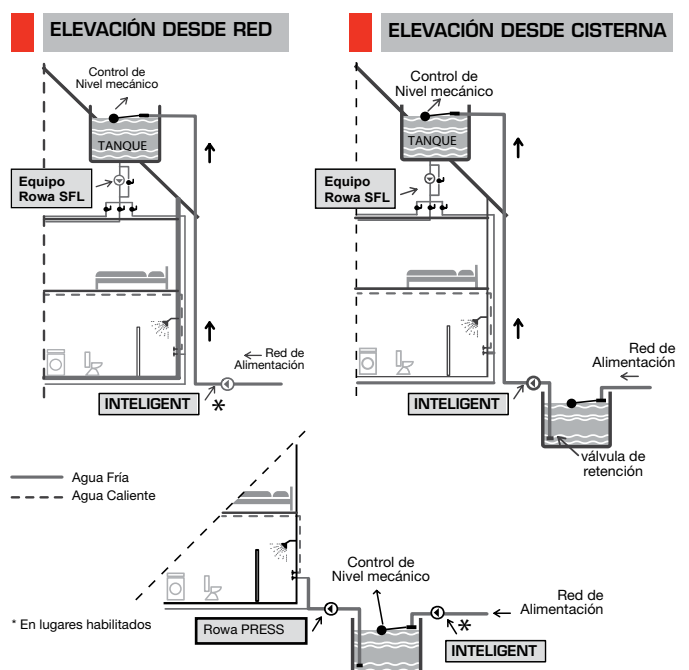 ELEVACIÓN DESDE RED
Control de
Nivel mecánico
TANQUE
Equipo
Rowa SFL
Red de
Alimentación
INTELIGENT
*
ELEVACIÓN DESDE CISTERNA
Control de
Nivel mecánico
TANQUE
Equipo
Rowa SFL
Red de
Alimentación
INTELIGENT
válvula de
retención
Agua Fría
Agua Caliente
Control de
Nivel mecánico
Red de
Alimentación
Rowa PRESS
*
INTELIGENT
* En lugares habilitados